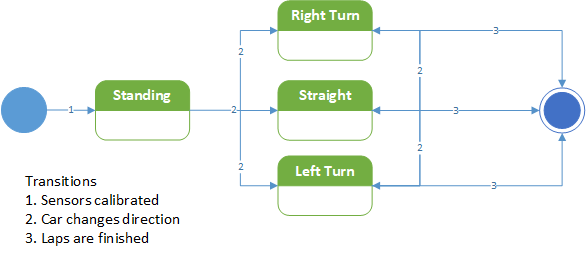 Right Turn
3
2
2
Standing
Straight
1
2
3
2
2
Left Turn
3
Transitions
1. Sensors calibrated
2. Car changes direction
3. Laps are finished